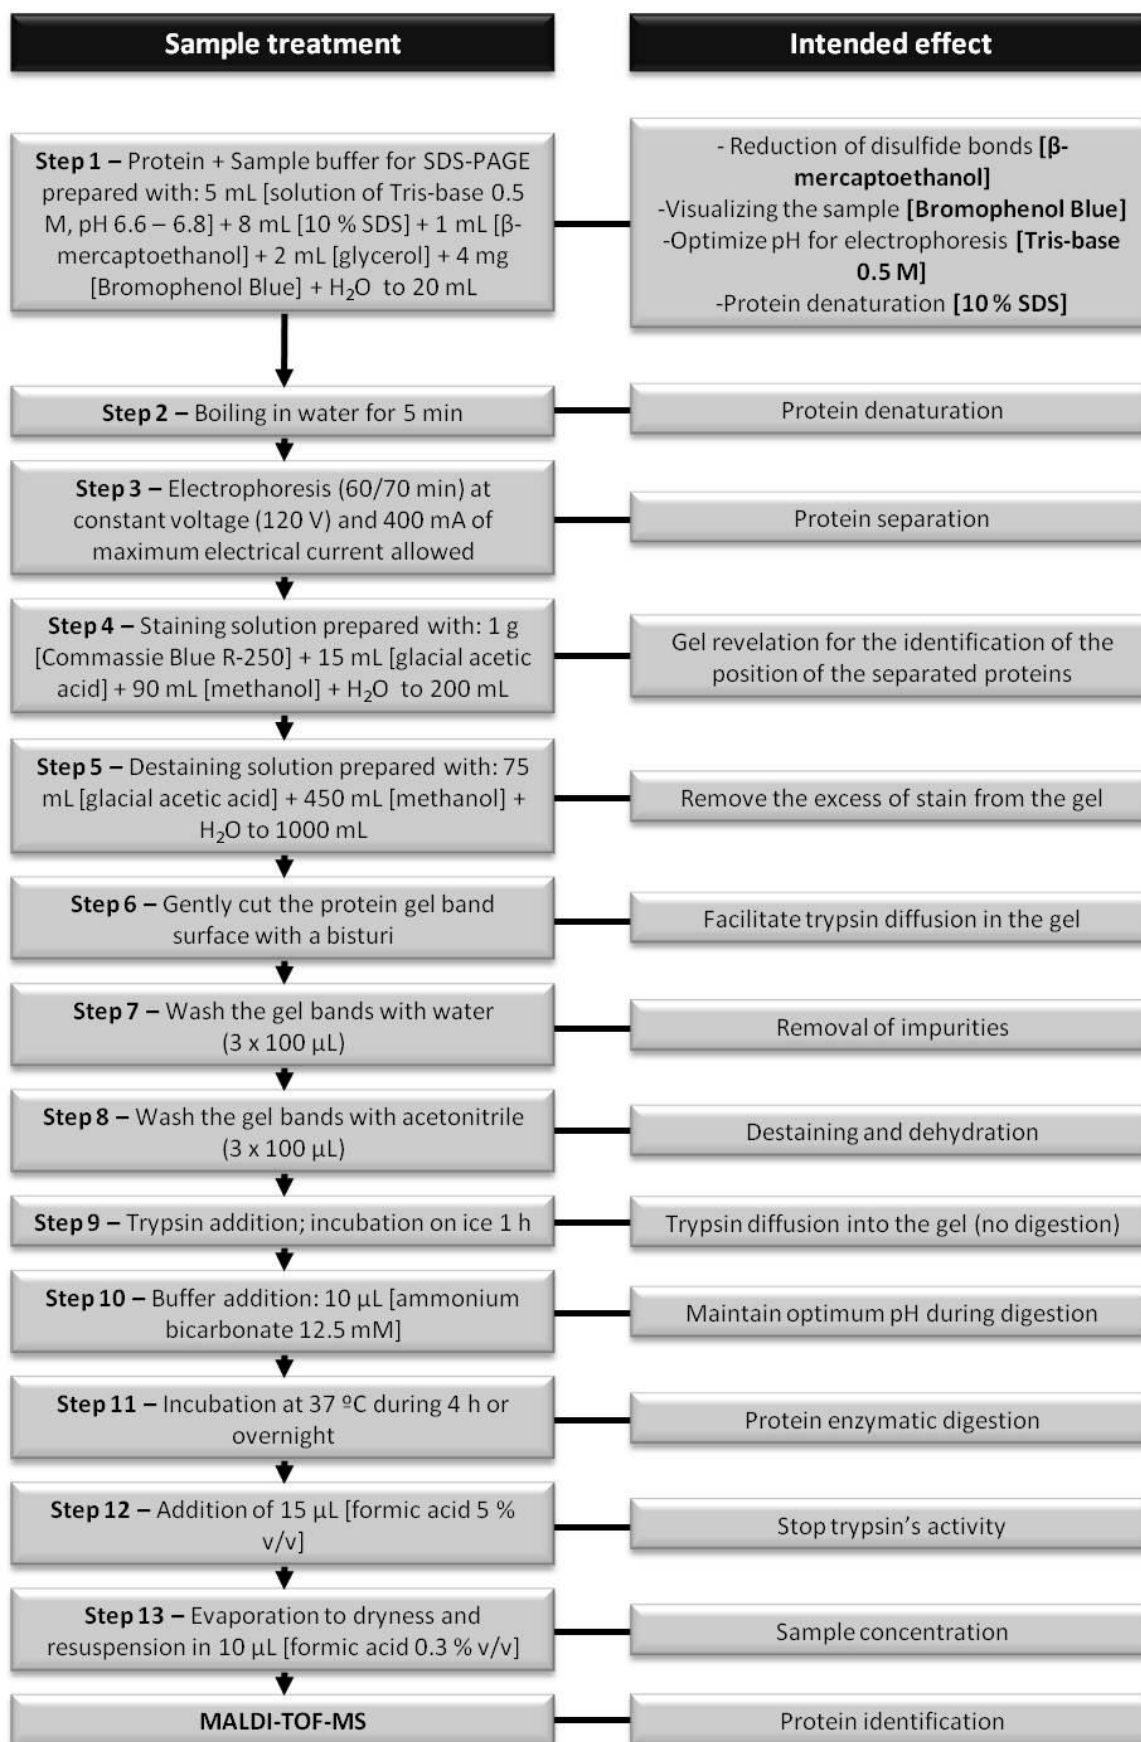 Sample treatment
Intended effect
Step 1 – Protein + Sample buffer for SDS-PAGE
prepared with: 5 mL [solution of Tris-base 0.5
M, pH 6.6 – 6.8] + 8 mL [10 % SDS] + 1 mL [β-
mercaptoethanol] + 2 mL [glycerol] + 4 mg
[Bromophenol Blue] + H₂O to 20 mL
- Reduction of disulfide bonds [β-
mercaptoethanol]
-Visualizing the sample [Bromophenol Blue]
-Optimize pH for electrophoresis [Tris-base
0.5 M]
-Protein denaturation [10 % SDS]
Step 2 – Boiling in water for 5 min
Protein denaturation
Step 3 – Electrophoresis (60/70 min) at
constant voltage (120 V) and 400 mA of
maximum electrical current allowed
Protein separation
Step 4 – Staining solution prepared with: 1 g
[Commassie Blue R-250] + 15 mL [glacial acetic
acid] + 90 mL [methanol] + H₂O to 200 mL
Gel revelation for the identification of the
position of the separated proteins
Step 5 – Destaining solution prepared with: 75
mL [glacial acetic acid] + 450 mL [methanol] +
H₂O to 1000 mL
Remove the excess of stain from the gel
Step 6 – Gently cut the protein gel band
surface with a bisturi
Facilitate trypsin diffusion in the gel
Step 7 – Wash the gel bands with water
(3 x 100 µL)
Removal of impurities
Step 8 – Wash the gel bands with acetonitrile
(3 x 100 µL)
Destaining and dehydration
Step 9 – Trypsin addition; incubation on ice 1 h
Trypsin diffusion into the gel (no digestion)
Step 10 – Buffer addition: 10 µL [ammonium
bicarbonate 12.5 mM]
Maintain optimum pH during digestion
Step 11 – Incubation at 37 ºC during 4 h or
overnight
Protein enzymatic digestion
Step 12 – Addition of 15 µL [formic acid 5 %
v/v]
Stop trypsin's activity
Step 13 – Evaporation to dryness and
resuspension in 10 µL [formic acid 0.3 % v/v]
Sample concentration
MALDI-TOF-MS
Protein identification